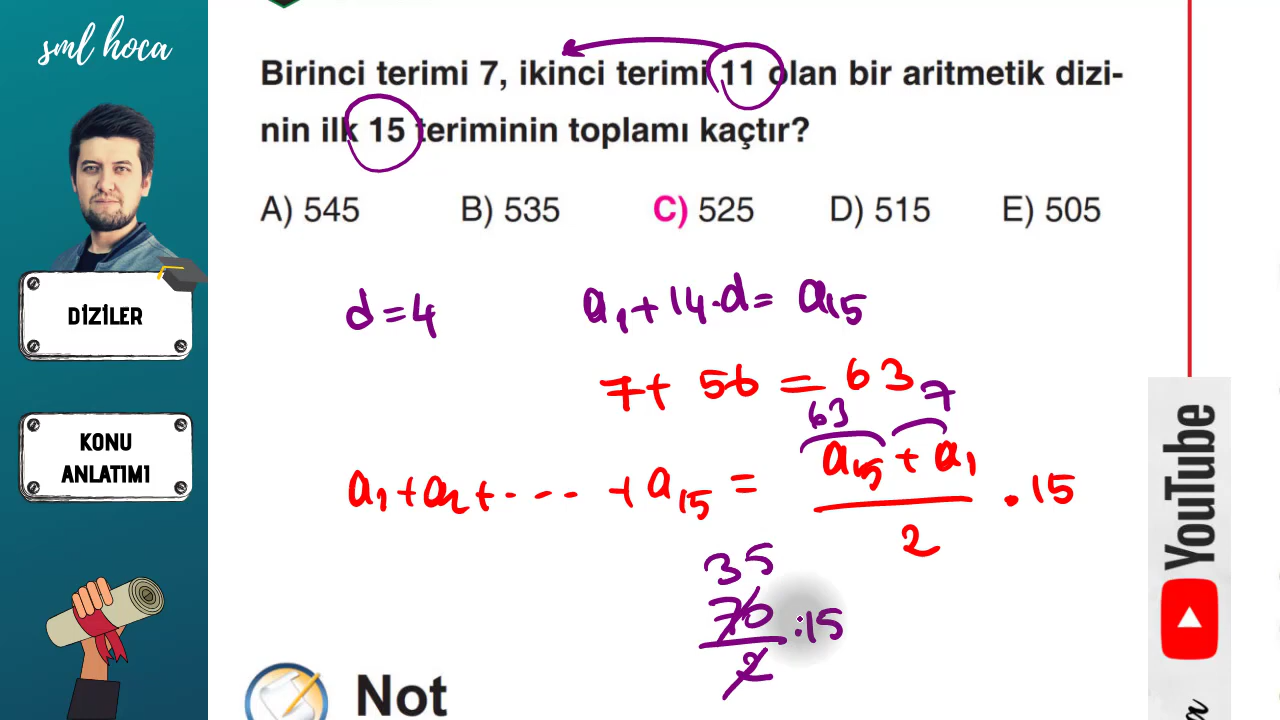 sml hoca
DİZİLER
KONU
ANLATIMI
Birinci terimi 7, ikinci terimi 11 olan bir aritmetik dizi-
nin ilk 15 teriminin toplamı kaçtır?
A) 545 B) 535 C) 525 D) 515 E) 505
d = 4 a₁ + 14 · d = a₁₅
7 + 56 = 63
63 7
a₁ + a₂ + · · · + a₁₅ = a₁₅ + a₁ . 15
2
35
70 . 15
2
Not
YouTube
a